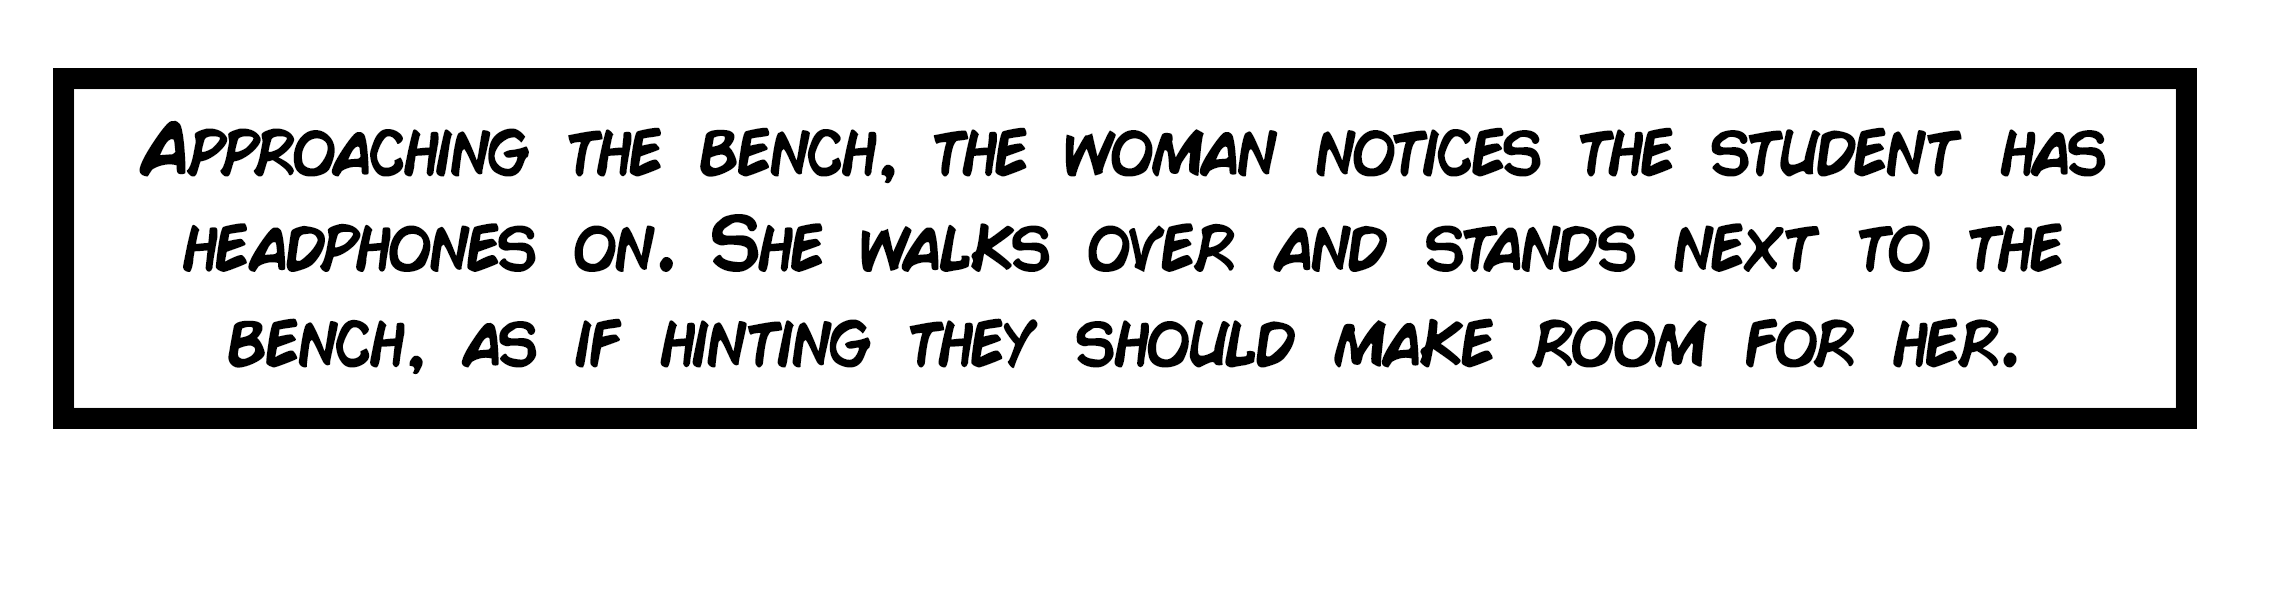 Approaching the bench, the woman notices the student has
headphones on. She walks over and stands next to the
bench, as if hinting they should make room for her.